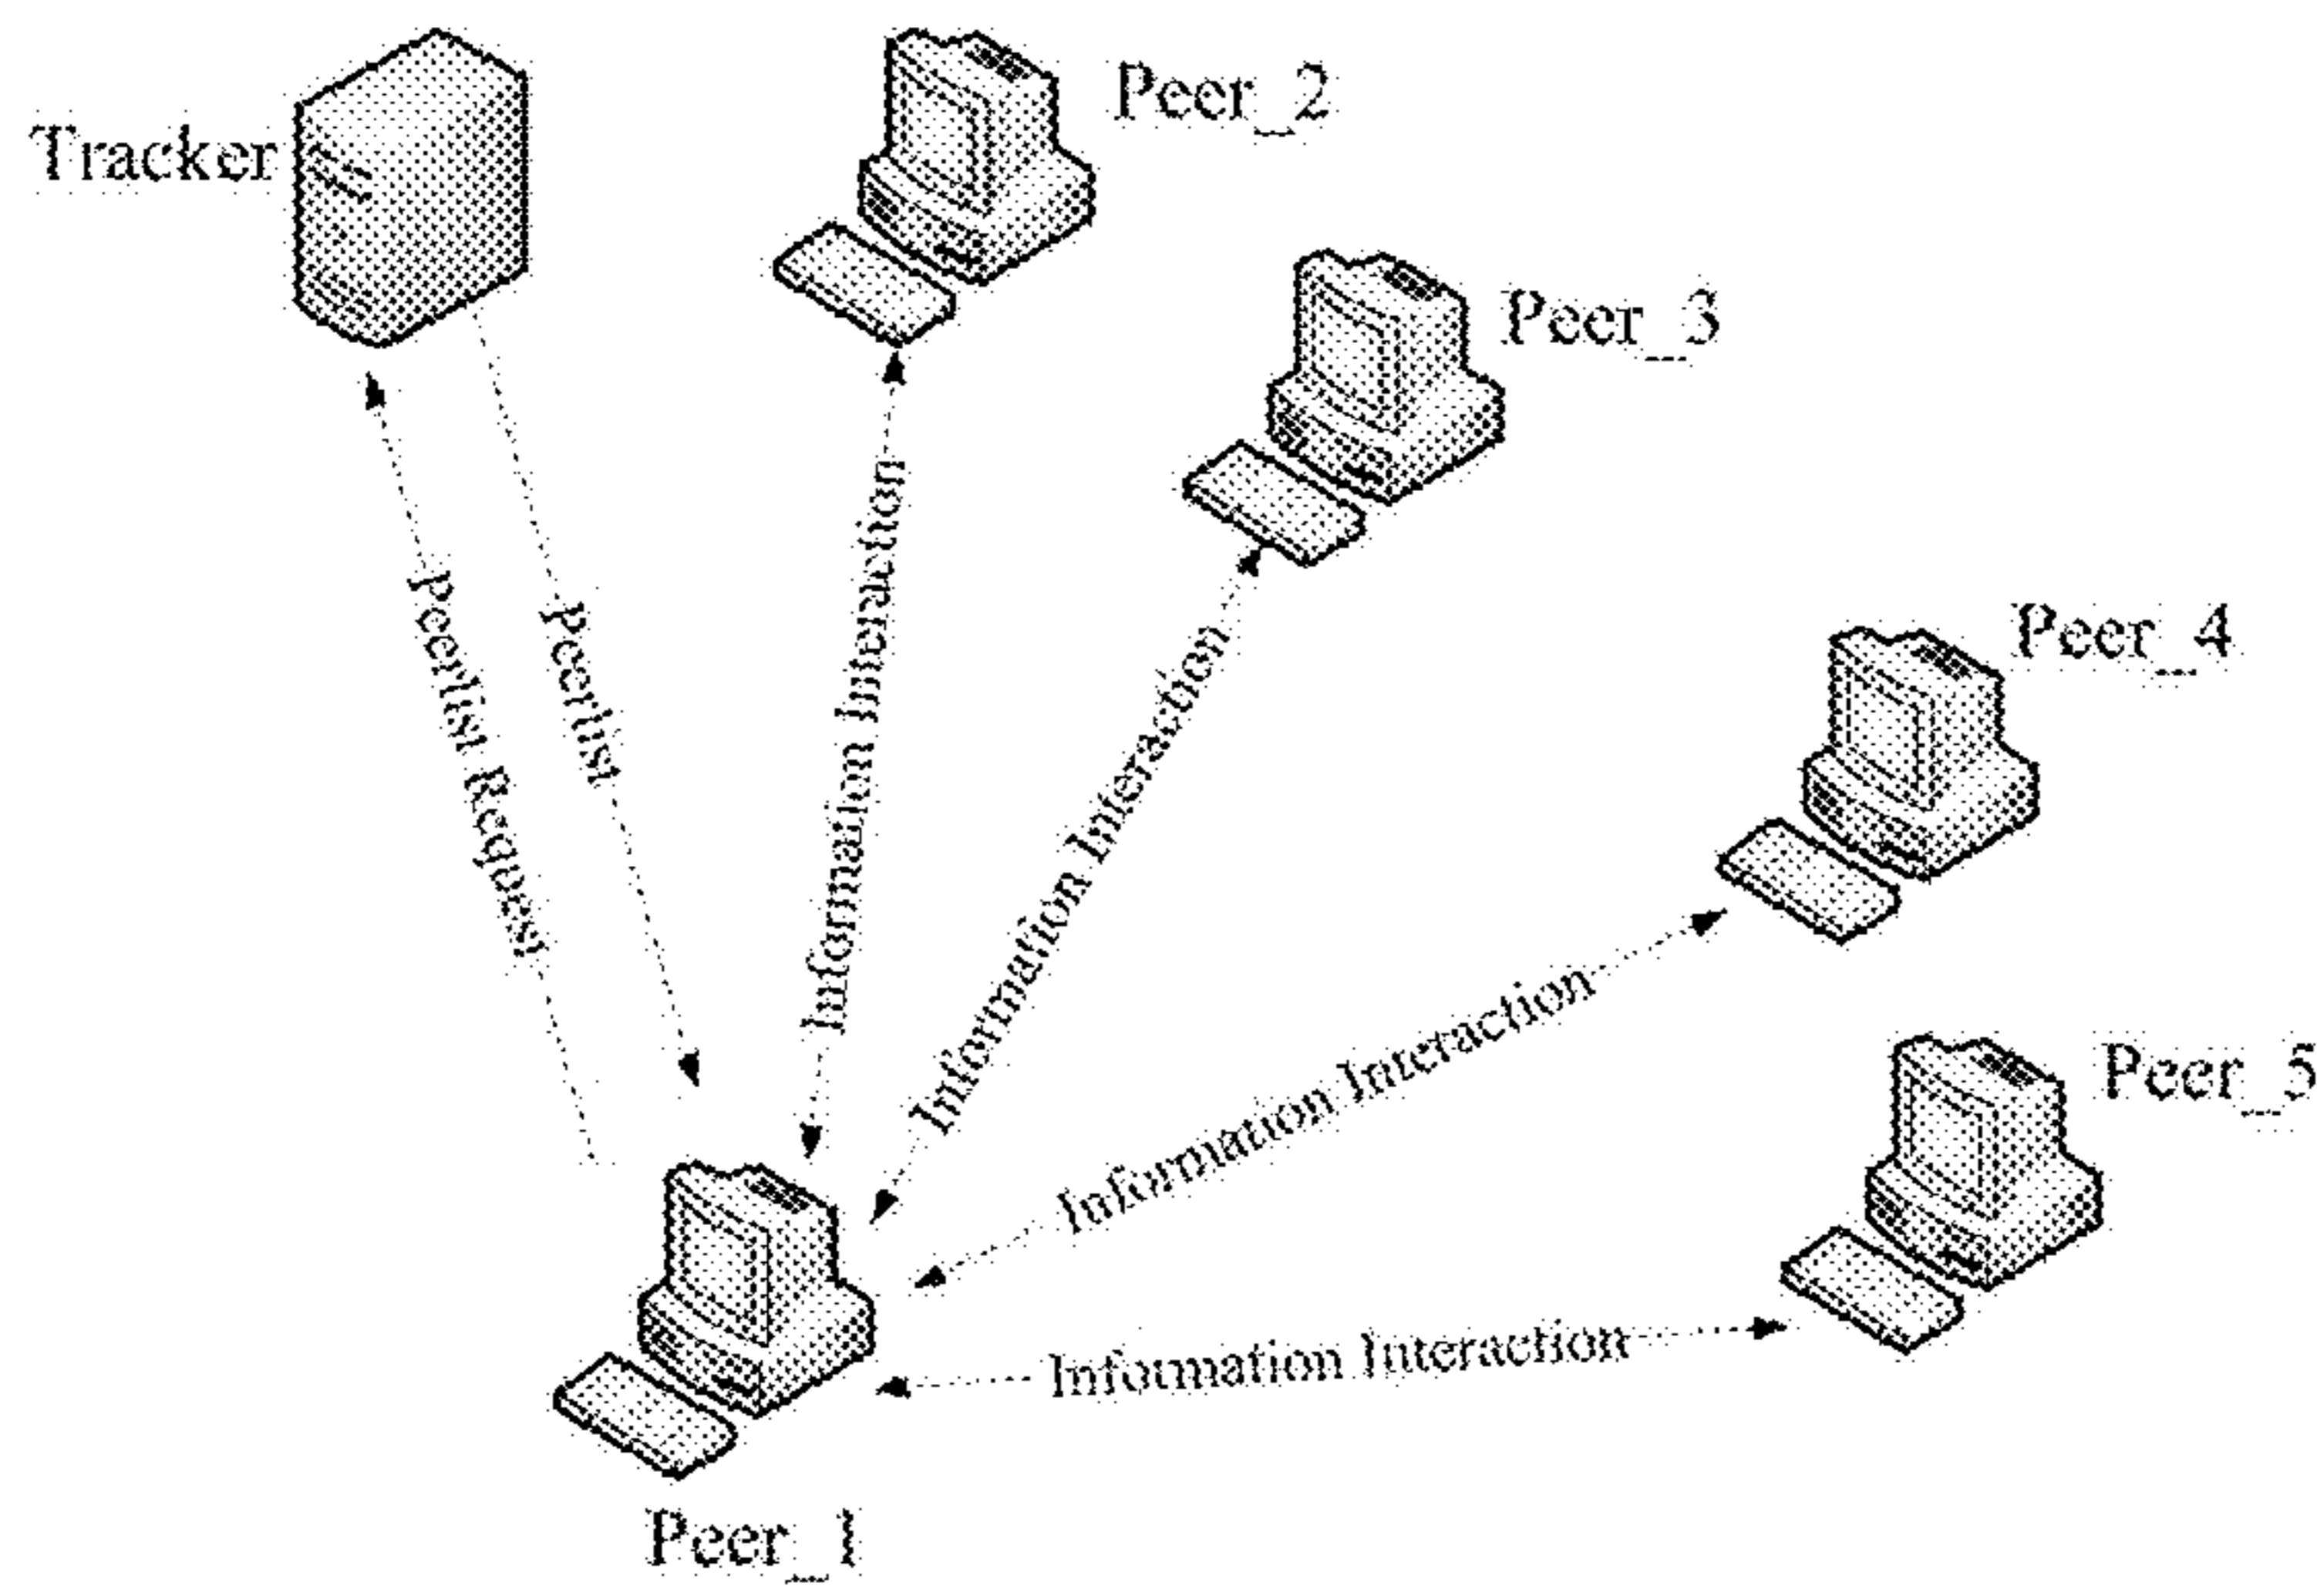 Tracker
Peer_2
Peer_3
Peer_4
Peer_5
Peerlist Request
Peerlist
Information Interaction
Information Interaction
Information Interaction
Information Interaction
Peer_1